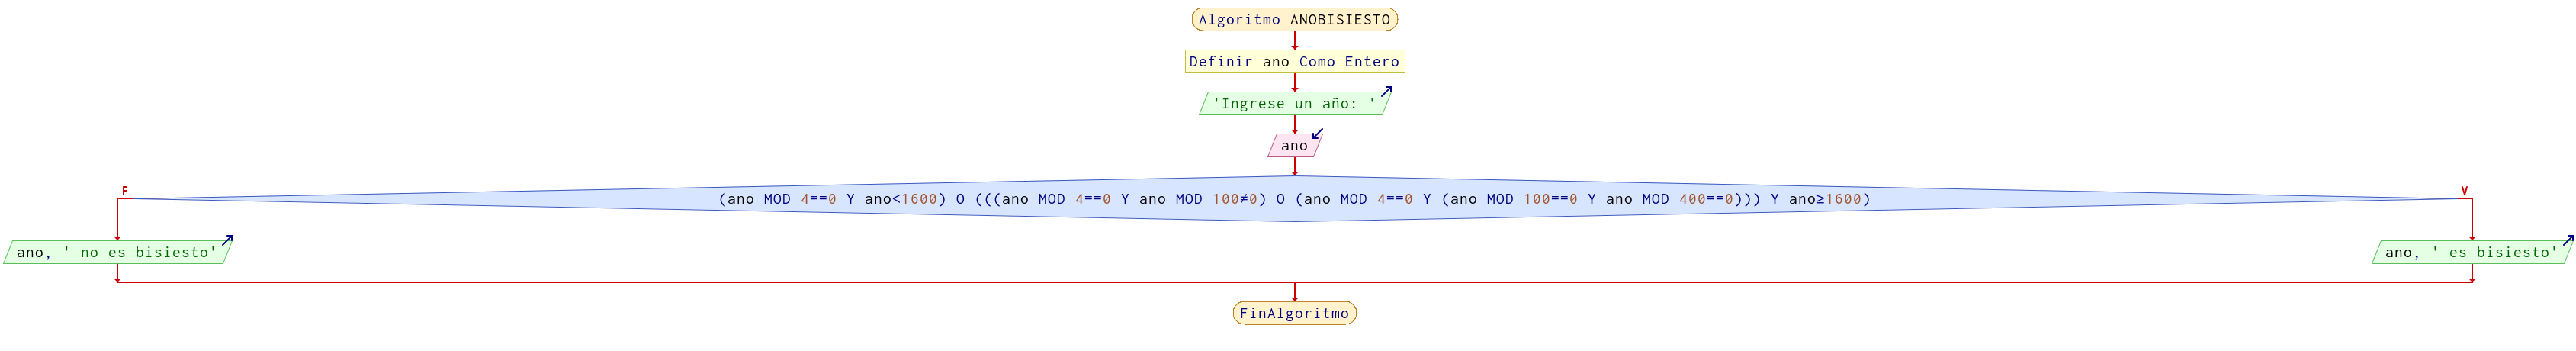 Algoritmo ANOBISIESTO
Definir ano Como Entero
'Ingrese un año: '
ano
F
V
(ano MOD 4==0 Y ano<1600) O (((ano MOD 4==0 Y ano MOD 100≠0) O (ano MOD 4==0 Y (ano MOD 100==0 Y ano MOD 400==0))) Y ano≥1600)
ano, ' no es bisiesto'
ano, ' es bisiesto'
FinAlgoritmo